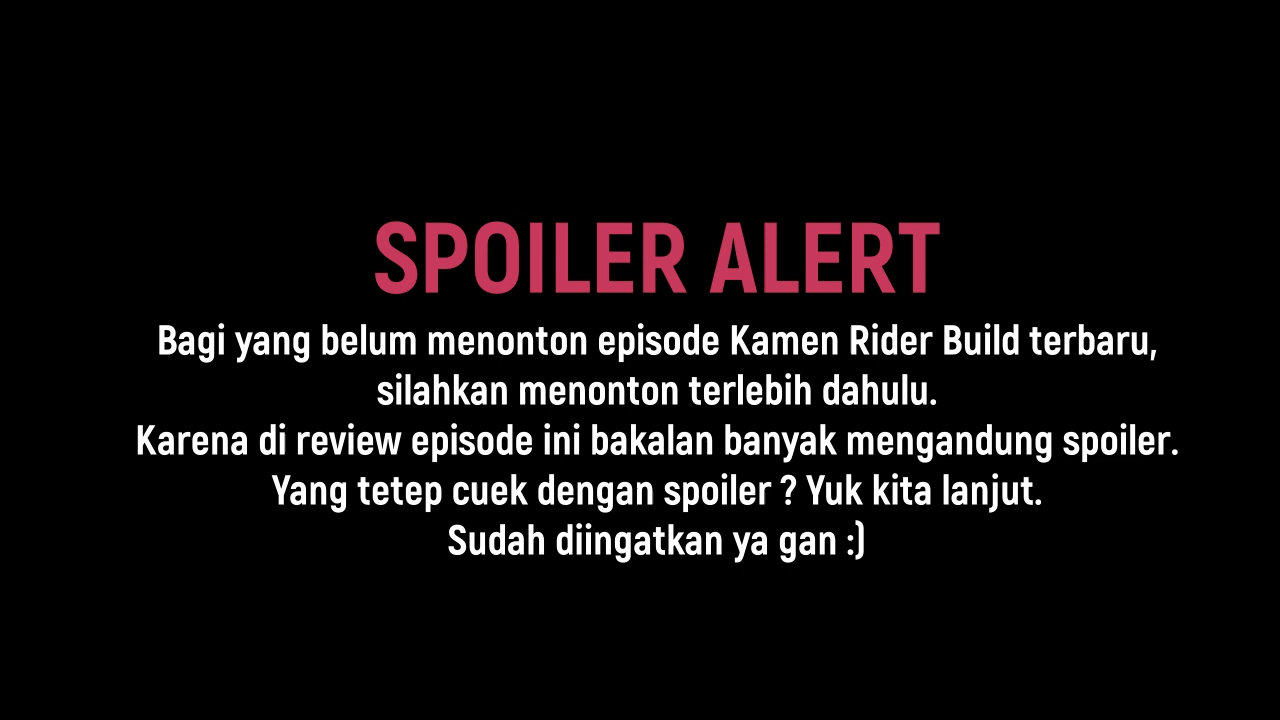 SPOILER ALERT
Bagi yang belum menonton episode Kamen Rider Build terbaru,
silahkan menonton terlebih dahulu.
Karena di review episode ini bakalan banyak mengandung spoiler.
Yang tetep cuek dengan spoiler ? Yuk kita lanjut.
Sudah diingatkan ya gan :)